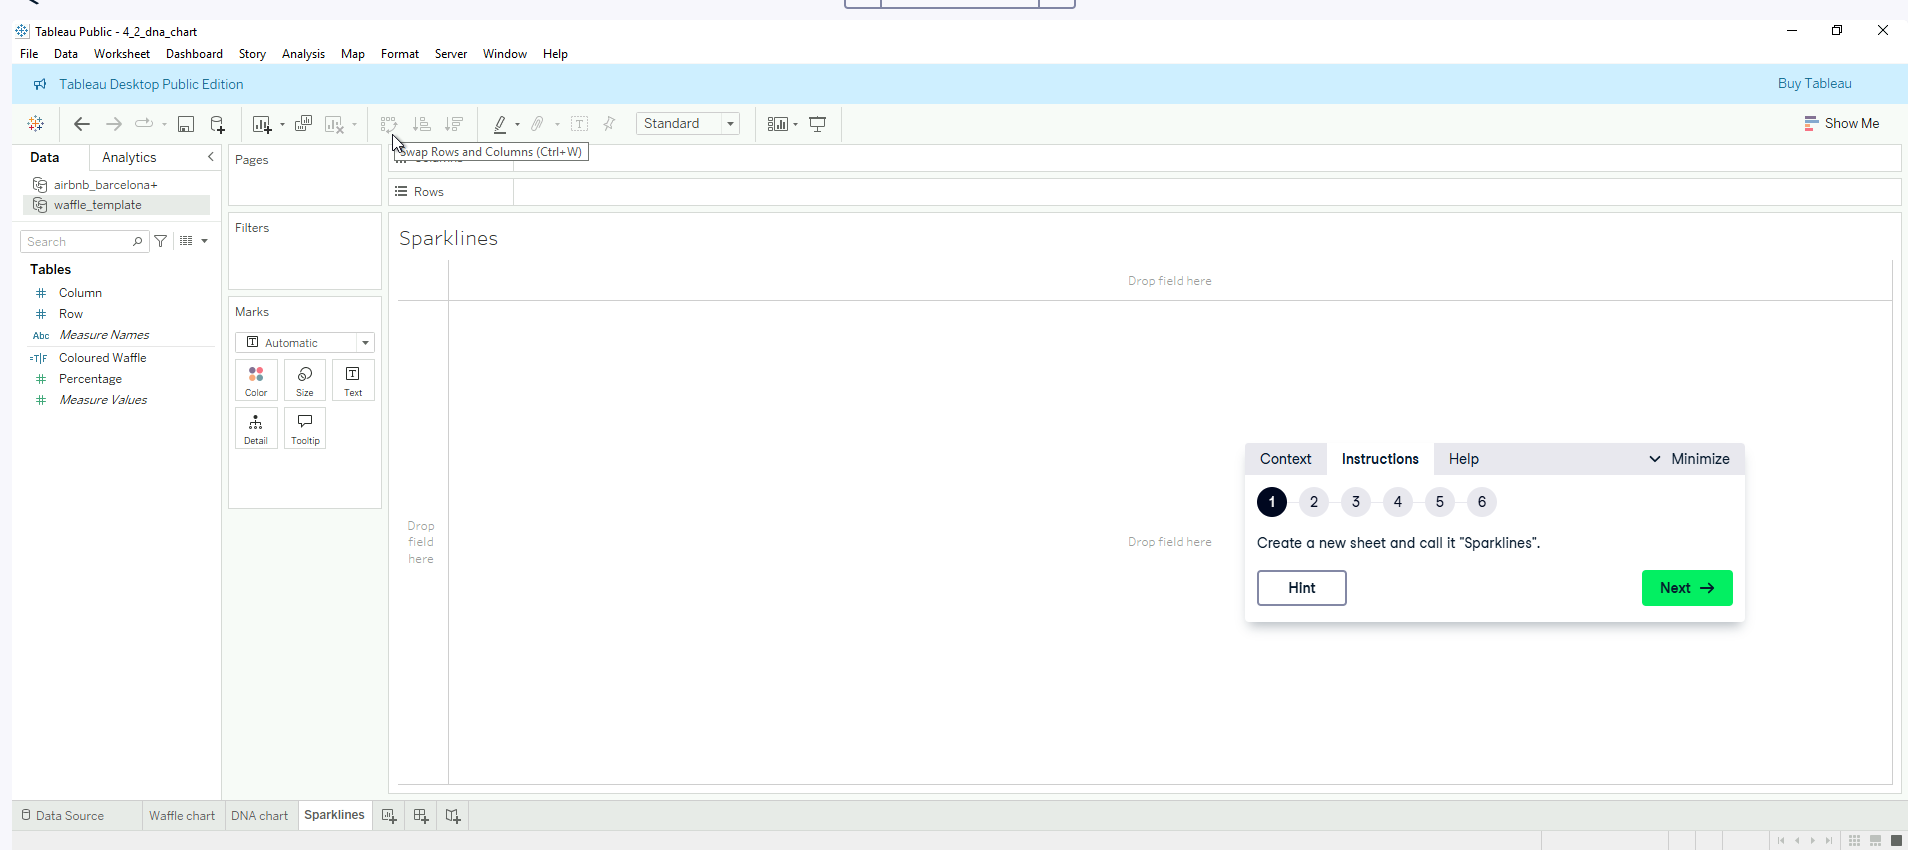 Tableau Public - 4_2_dna_chart
File Data Worksheet Dashboard Story Analysis Map Format Server Window Help
Tableau Desktop Public Edition
Buy Tableau
Standard
Show Me
Data Analytics
airbnb_barcelona+
waffle_template
Search
Tables
Column
Row
Abc Measure Names
=T|F Coloured Waffle
Percentage
Measure Values
Pages
Filters
Marks
Automatic
Color Size Text
Detail Tooltip
Swap Rows and Columns (Ctrl+W)
Rows
Sparklines
Drop field here
Drop
field
here
Drop field here
Context Instructions Help Minimize
1 2 3 4 5 6
Create a new sheet and call it "Sparklines".
Hint Next
Data Source Waffle chart DNA chart Sparklines